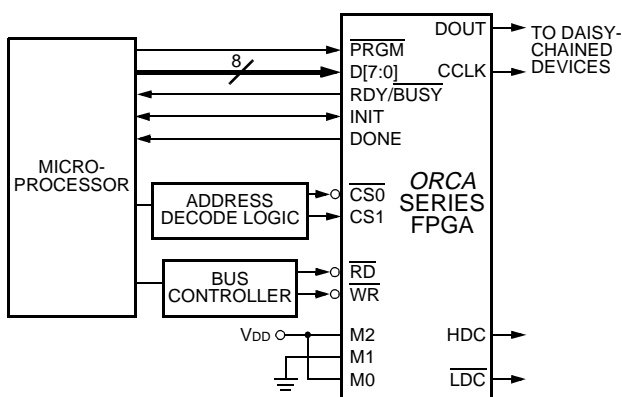 MICRO-
PROCESSOR
8
ADDRESS
DECODE LOGIC
BUS
CONTROLLER
VDD
PRGM
D[7:0]
RDY/BUSY
INIT
DONE
CS0
CS1
RD
WR
M2
M1
M0
ORCA
SERIES
FPGA
DOUT
CCLK
HDC
LDC
TO DAISY-
CHAINED
DEVICES